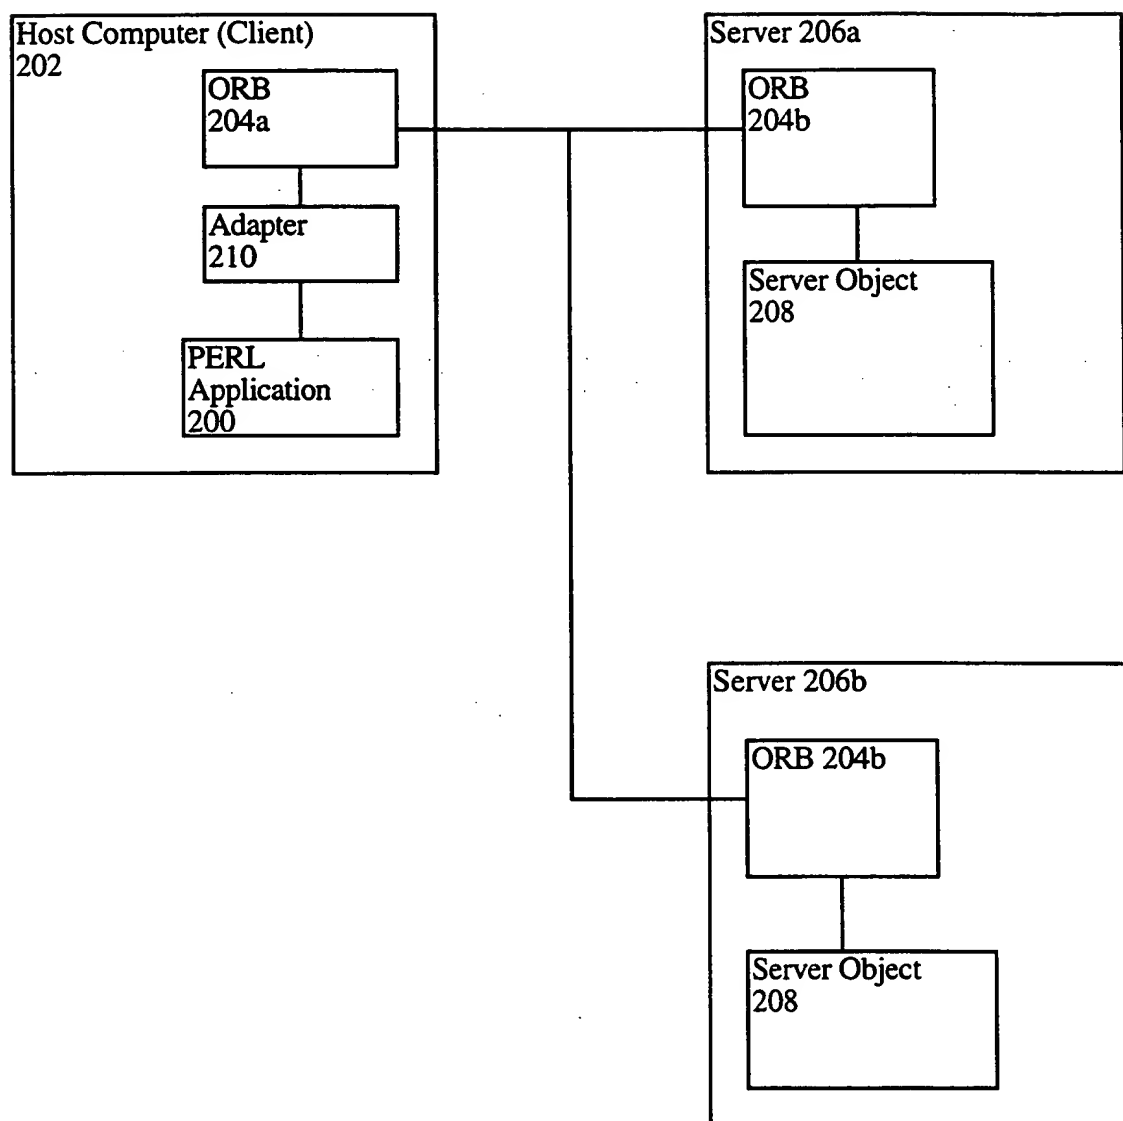 Host Computer (Client)
202
ORB
204a
Adapter
210
PERL
Application
200
Server 206a
ORB
204b
Server Object
208
Server 206b
ORB 204b
Server Object
208